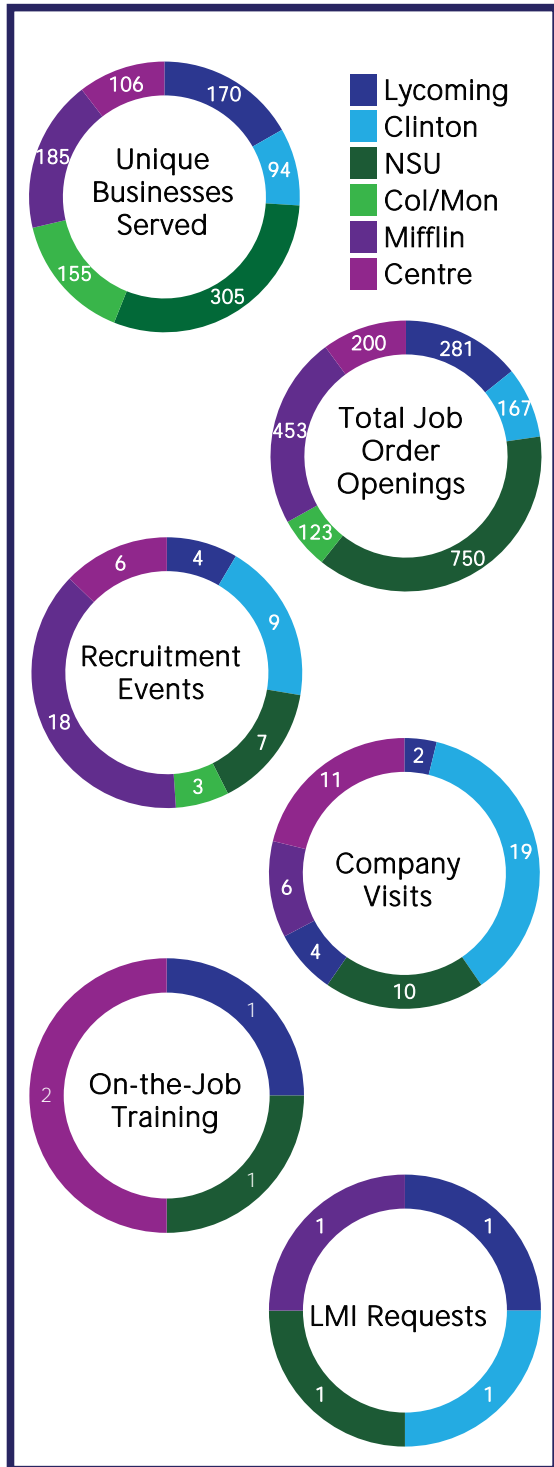 106
170
185
94
Unique
Businesses
Served
155
305
Lycoming
Clinton
NSU
Col/Mon
Mifflin
Centre
200
281
453
167
Total Job
Order
Openings
123
750
6
4
9
Recruitment
Events
18
7
3
2
11
19
Company
Visits
6
4
10
1
2
On-the-Job
Training
1
1
1
LMI Requests
1
1